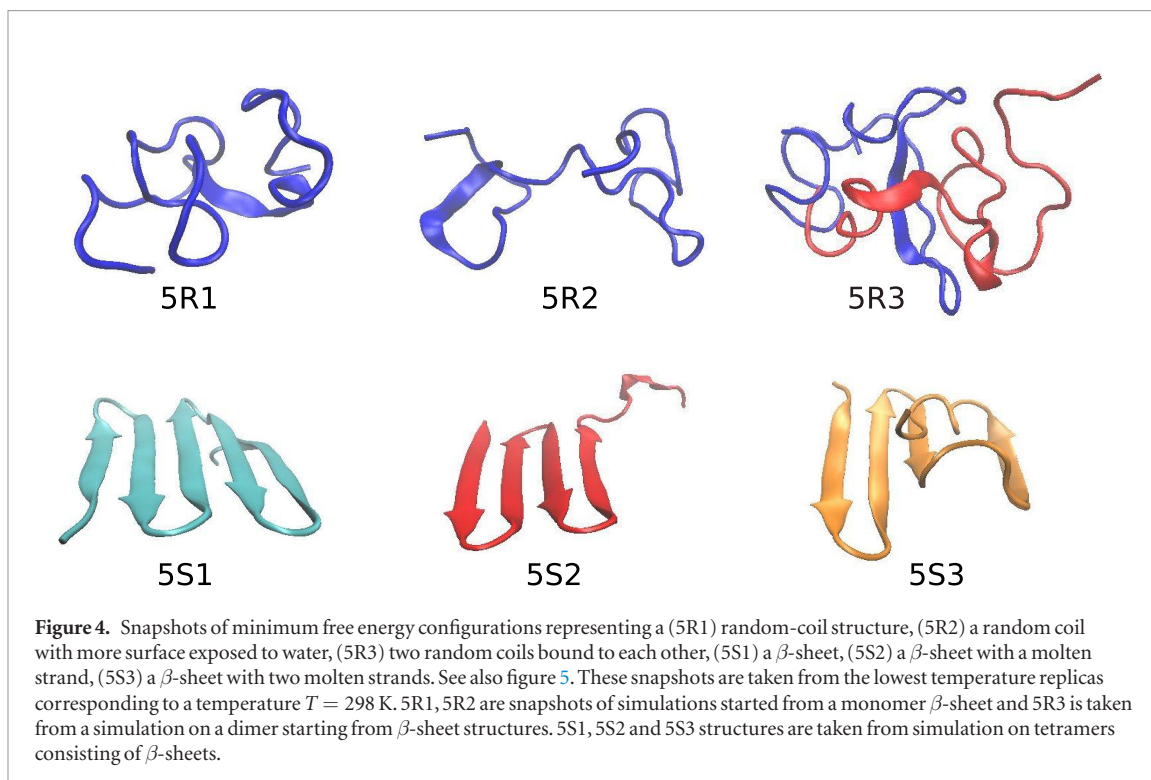 5R1
5R2
5R3
5S1
5S2
5S3
Figure 4. Snapshots of minimum free energy configurations representing a (5R1) random-coil structure, (5R2) a random coil
with more surface exposed to water, (5R3) two random coils bound to each other, (5S1) a β-sheet, (5S2) a β-sheet with a molten
strand, (5S3) a β-sheet with two molten strands. See also figure 5. These snapshots are taken from the lowest temperature replicas
corresponding to a temperature T = 298 K. 5R1, 5R2 are snapshots of simulations started from a monomer β-sheet and 5R3 is taken
from a simulation on a dimer starting from β-sheet structures. 5S1, 5S2 and 5S3 structures are taken from simulation on tetramers
consisting of β-sheets.